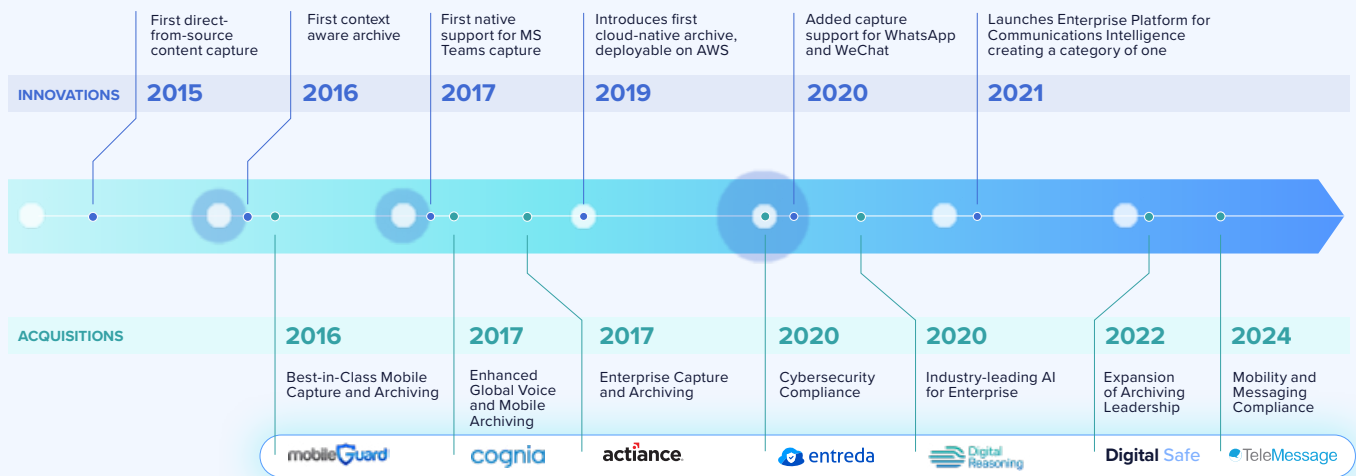 First direct-
from-source
content capture
First context
aware archive
First native
support for MS
Teams capture
Introduces first
cloud-native archive,
deployable on AWS
Added capture
support for WhatsApp
and WeChat
Launches Enterprise Platform for
Communications Intelligence
creating a category of one
INNOVATIONS 2015 2016 2017 2019 2020 2021
ACQUISITIONS 2016 2017 2017 2020 2020 2022 2024
Best-in-Class Mobile
Capture and Archiving
Enhanced
Global Voice
and Mobile
Archiving
Enterprise Capture
and Archiving
Cybersecurity
Compliance
Industry-leading AI
for Enterprise
Expansion
of Archiving
Leadership
Mobility and
Messaging
Compliance
mobileGuard
cognia
actiance
entreda
Digital
Reasoning
Digital Safe
TeleMessage